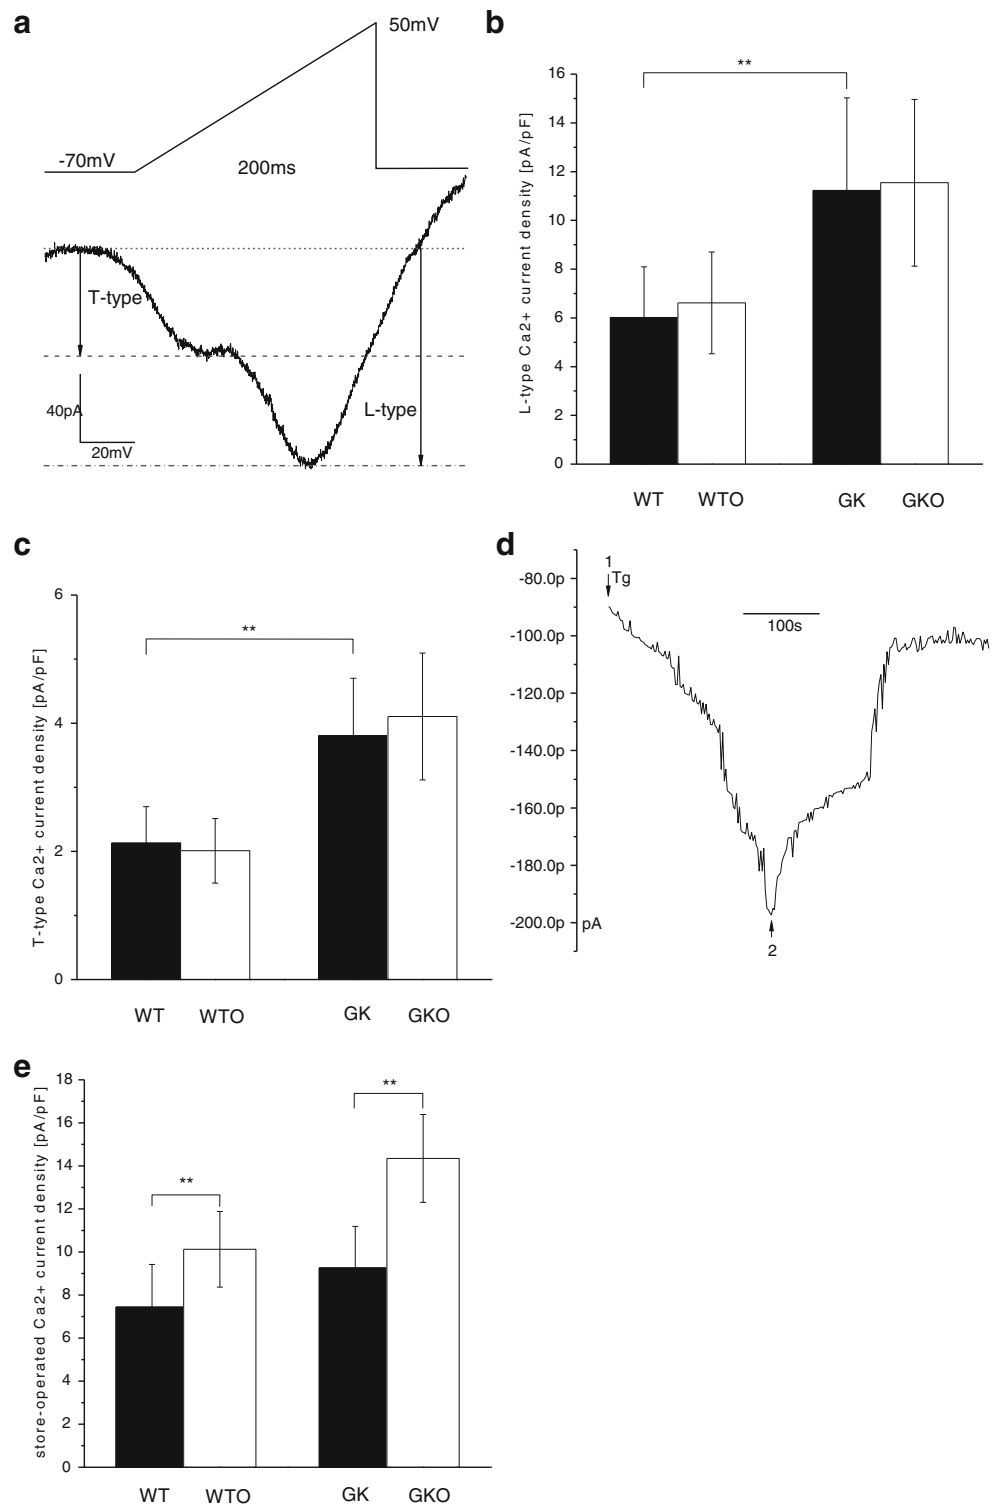 a
50mV
-70mV
200ms
T-type
L-type
40pA
20mV
b
L-type Ca2+ current density [pA/pF]
16
14
12
10
8
6
4
2
0
**
WT
WTO
GK
GKO
c
T-type Ca2+ current density [pA/pF]
6
4
2
0
**
WT
WTO
GK
GKO
d
1
Tg
100s
-80.0p
-100.0p
-120.0p
-140.0p
-160.0p
-180.0p
-200.0p
pA
2
e
store-operated Ca2+ current density [pA/pF]
18
16
14
12
10
8
6
4
2
0
**
**
WT
WTO
GK
GKO